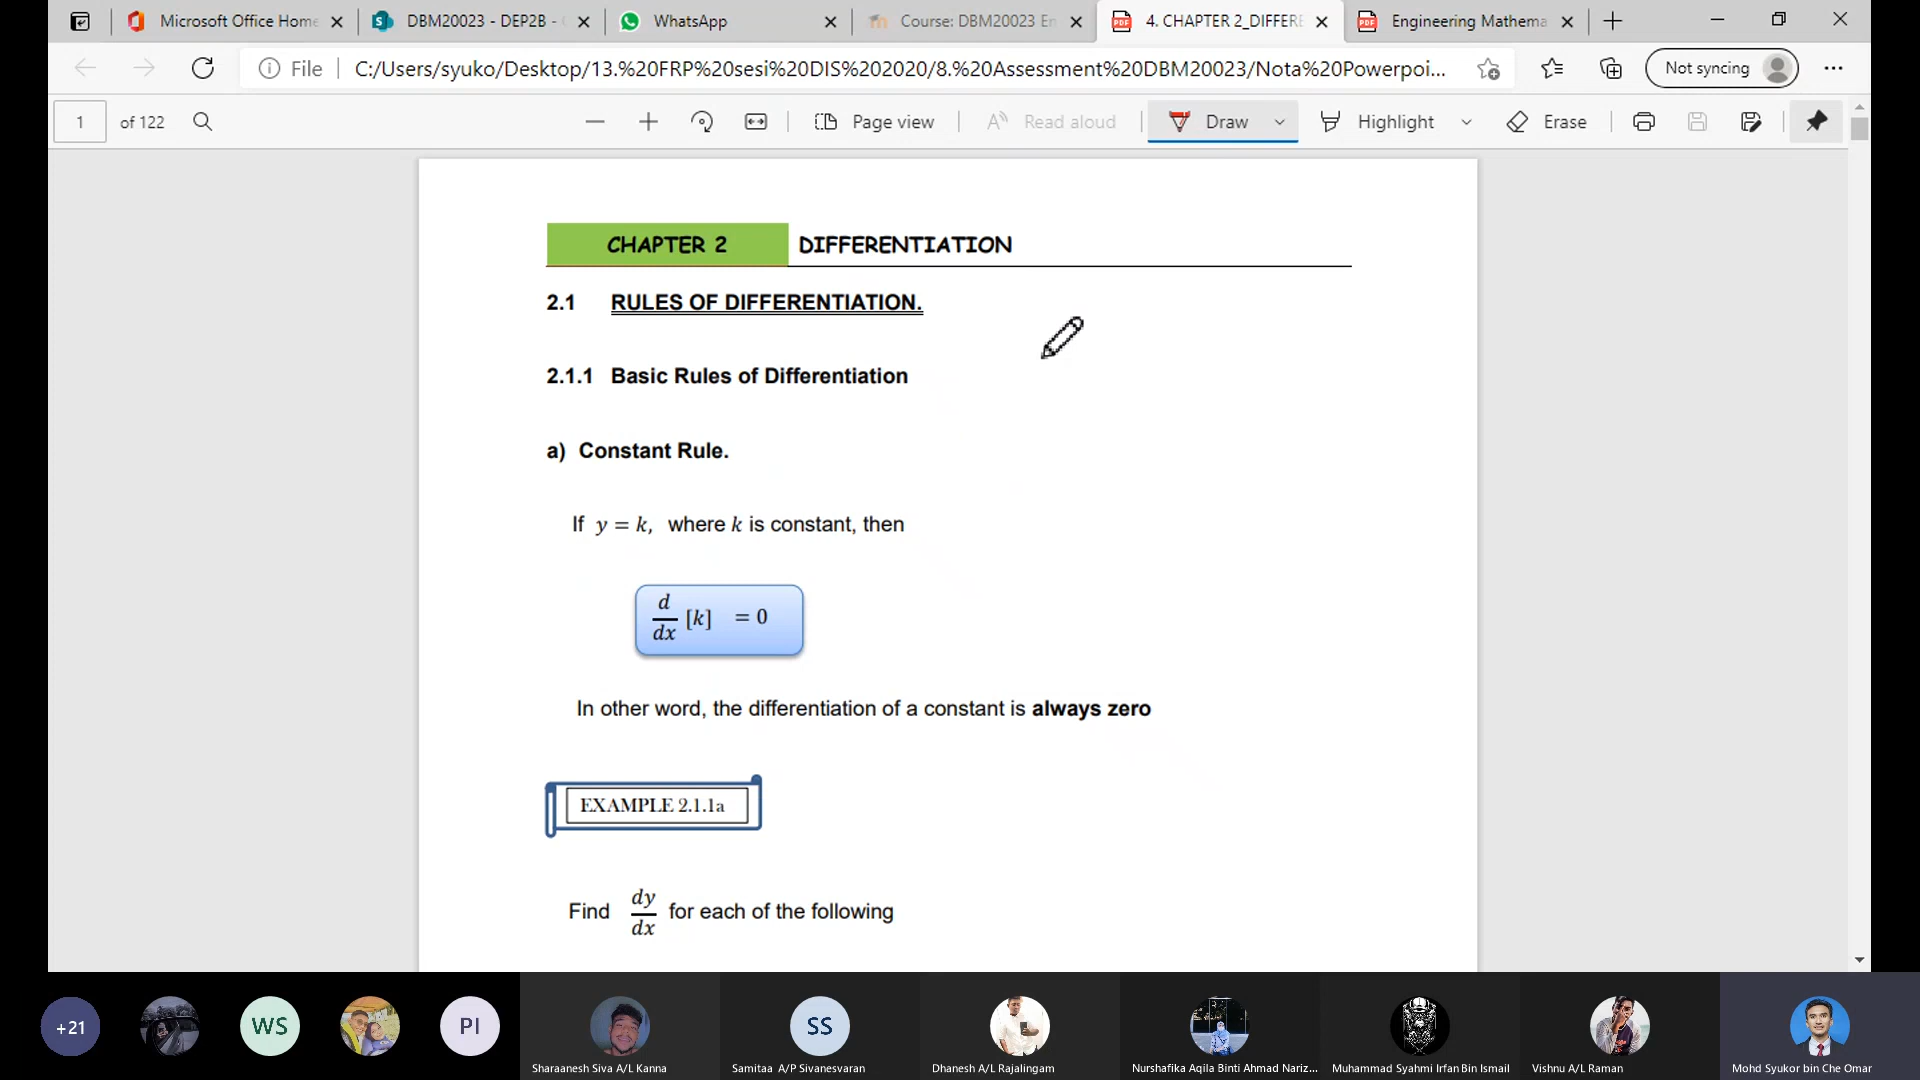 Microsoft Office Home
DBM20023 - DEP2B -
WhatsApp
Course: DBM20023 En
4. CHAPTER 2_DIFFERE
Engineering Mathema
File
C:/Users/syuko/Desktop/13.%20FRP%20sesi%20DIS%202020/8.%20Assessment%20DBM20023/Nota%20Powerpoi...
Not syncing
1 of 122
Page view
Read aloud
Draw
Highlight
Erase
CHAPTER 2 DIFFERENTIATION
2.1 RULES OF DIFFERENTIATION.
2.1.1 Basic Rules of Differentiation
a) Constant Rule.
If y = k, where k is constant, then
d/dx [k] = 0
In other word, the differentiation of a constant is always zero
EXAMPLE 2.1.1a
Find dy/dx for each of the following
+21
WS
PI
SS
Sharaanesh Siva A/L Kanna
Samitaa A/P Sivanesvaran
Dhanesh A/L Rajalingam
Nurshafika Aqila Binti Ahmad Nariz...
Muhammad Syahmi Irfan Bin Ismail
Vishnu A/L Raman
Mohd Syukor bin Che Omar